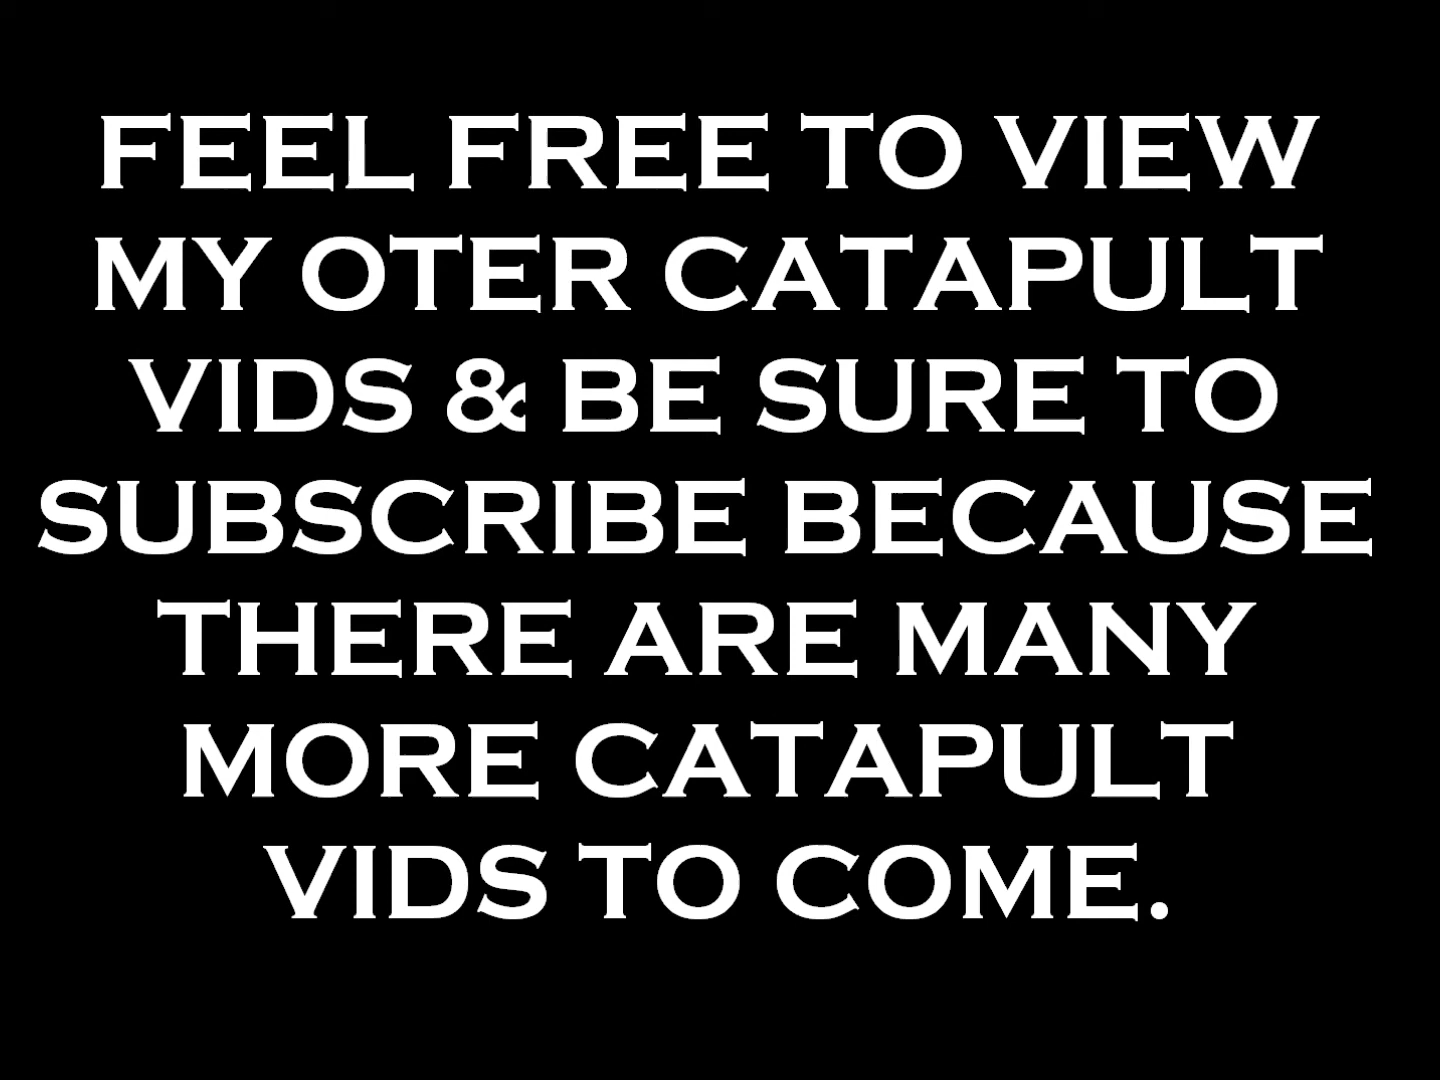 FEEL FREE TO VIEW
MY OTER CATAPULT
VIDS & BE SURE TO
SUBSCRIBE BECAUSE
THERE ARE MANY
MORE CATAPULT
VIDS TO COME.